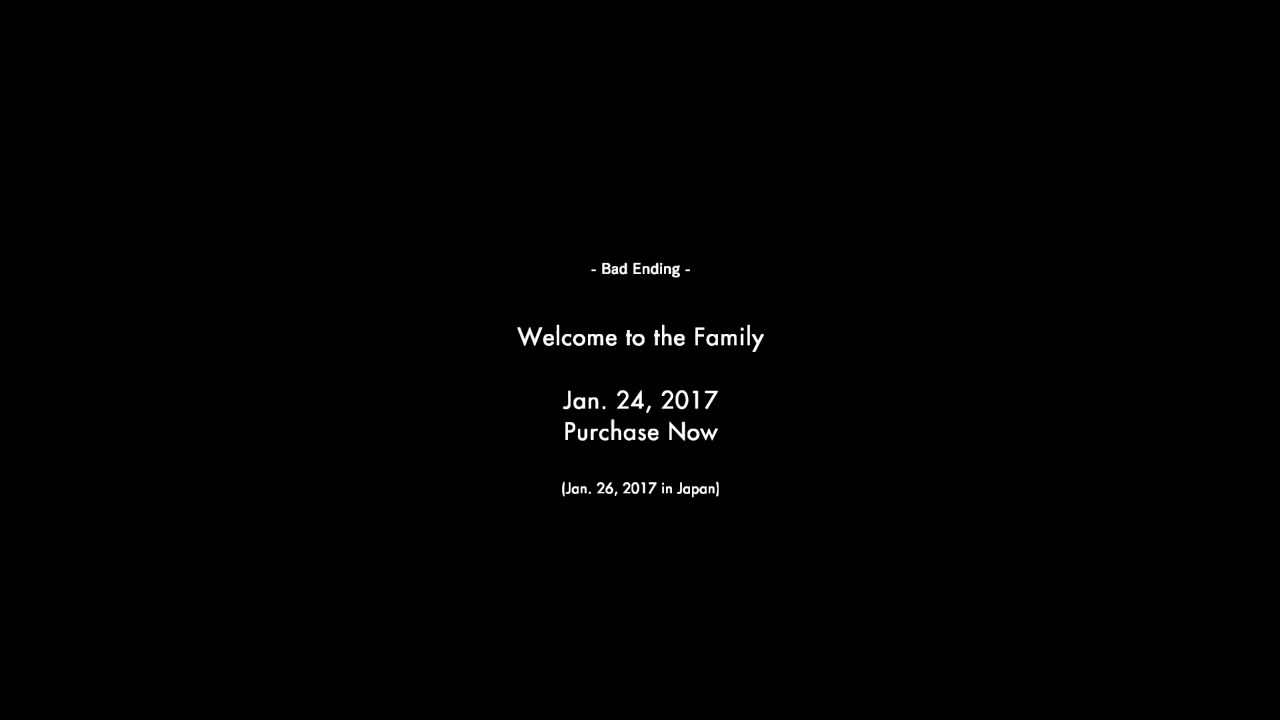 - Bad Ending -
Welcome to the Family
Jan. 24, 2017
Purchase Now
(Jan. 26, 2017 in Japan)